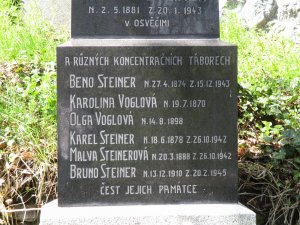 N. 2.5.1881 Z 20.1.1943
V OSVĚČIMI
A RŮZNÝCH KONCENTRAČNÍCH TÁBORECH
BENO STEINER N. 27.4.1874 Z 15.12.1943
KAROLINA VOGLOVÁ N. 19.7.1870
OLGA VOGLOVÁ N. 14.8.1898
KAREL STEINER N. 18.6.1878 Z 26.10.1942
MALVA STEINEROVÁ N. 20.3.1888 Z 26.10.1942
BRUNO STEINER N. 13.12.1910 Z 20.2.1945
ČEST JEJICH PAMÁTCE